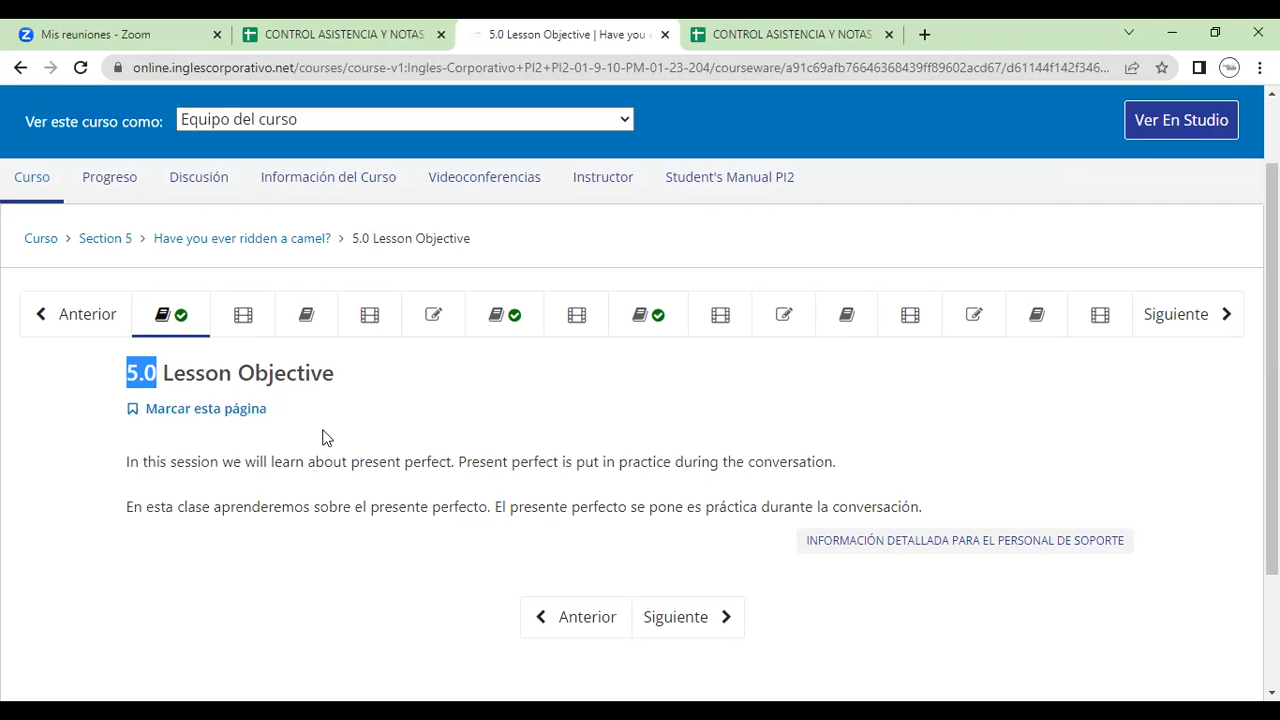 Mis reuniones - Zoom
CONTROL ASISTENCIA Y NOTAS
5.0 Lesson Objective | Have you
CONTROL ASISTENCIA Y NOTAS
online.inglescorporativo.net/courses/course-v1:Ingles-Corporativo+PI2+PI2-01-9-10-PM-01-23-204/courseware/a91c69afb76646368439ff89602acd67/d61144f142f346...
Ver este curso como:
Equipo del curso
Ver En Studio
Curso
Progreso
Discusión
Información del Curso
Videoconferencias
Instructor
Student's Manual PI2
Curso > Section 5 > Have you ever ridden a camel? > 5.0 Lesson Objective
Anterior
Siguiente
5.0 Lesson Objective
Marcar esta página
In this session we will learn about present perfect. Present perfect is put in practice during the conversation.
En esta clase aprenderemos sobre el presente perfecto. El presente perfecto se pone es práctica durante la conversación.
INFORMACIÓN DETALLADA PARA EL PERSONAL DE SOPORTE
Anterior
Siguiente